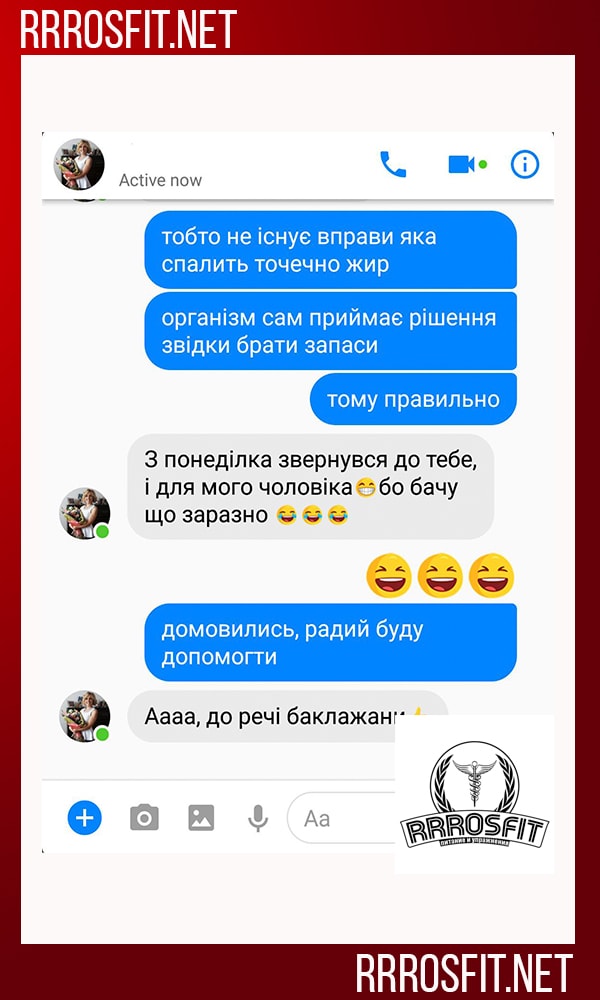 RRROSFIT.NET
Active now
тобто не існує вправи яка
спалить точечно жир
організм сам приймає рішення
звідки брати запаси
тому правильно
З понеділка звернувся до тебе,
і для мого чоловіка😁бо бачу
що заразно 😂😂😂
😆😆😆
домовились, радий буду
допомогти
Аааа, до речі баклажани
Aa
RRROSFIT
питание и упражнения
RRROSFIT.NET